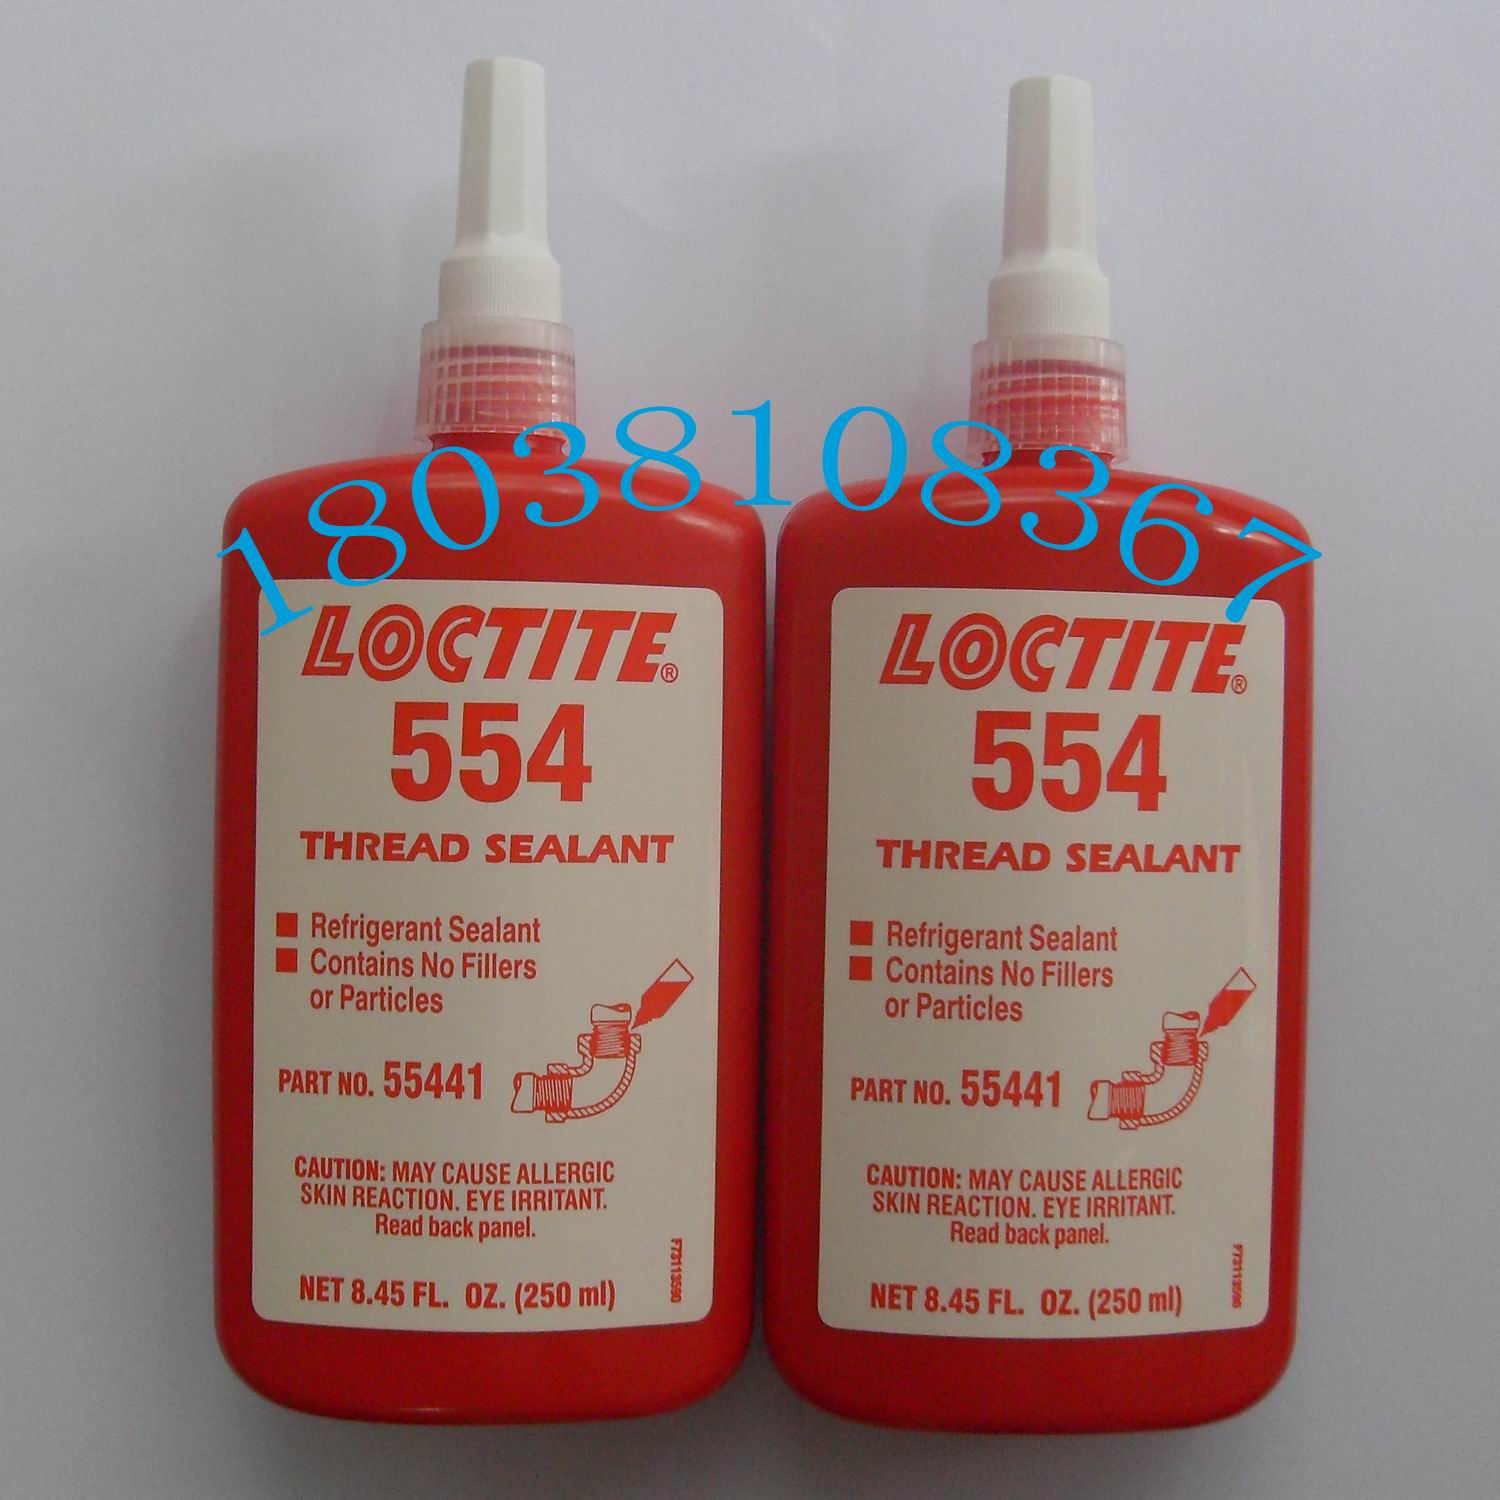 18038108367
LOCTITE®
554
THREAD SEALANT
Refrigerant Sealant
Contains No Fillers
or Particles
PART NO. 55441
CAUTION: MAY CAUSE ALLERGIC
SKIN REACTION. EYE IRRITANT.
Read back panel.
NET 8.45 FL. OZ. (250 ml)
LOCTITE®
554
THREAD SEALANT
Refrigerant Sealant
Contains No Fillers
or Particles
PART NO. 55441
CAUTION: MAY CAUSE ALLERGIC
SKIN REACTION. EYE IRRITANT.
Read back panel.
NET 8.45 FL. OZ. (250 ml)